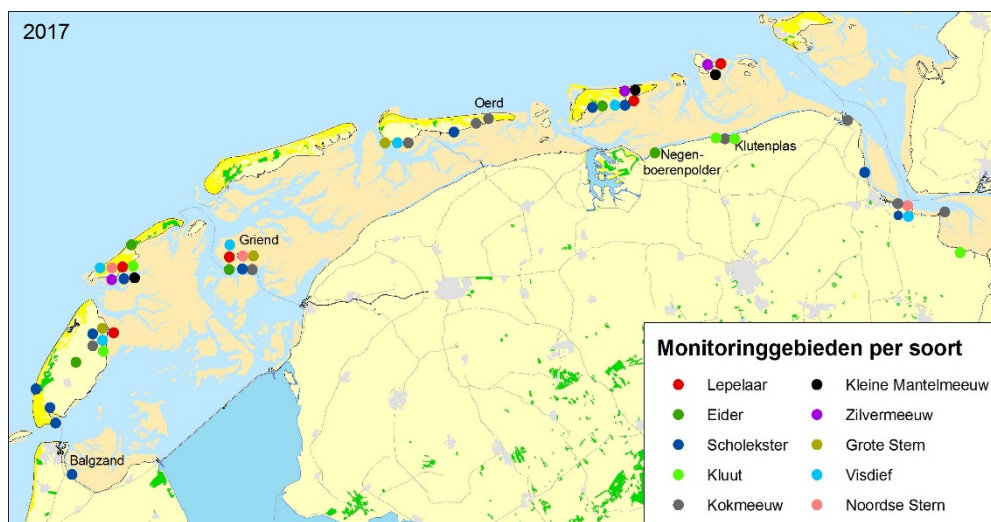 2017
Oerd
Klutenplas
Negen-
boerenpolder
Griend
Balgzand
Monitoringgebieden per soort
Lepelaar
Kleine Mantelmeeuw
Eider
Zilvermeeuw
Scholekster
Grote Stern
Kluut
Visdief
Kokmeeuw
Noordse Stern